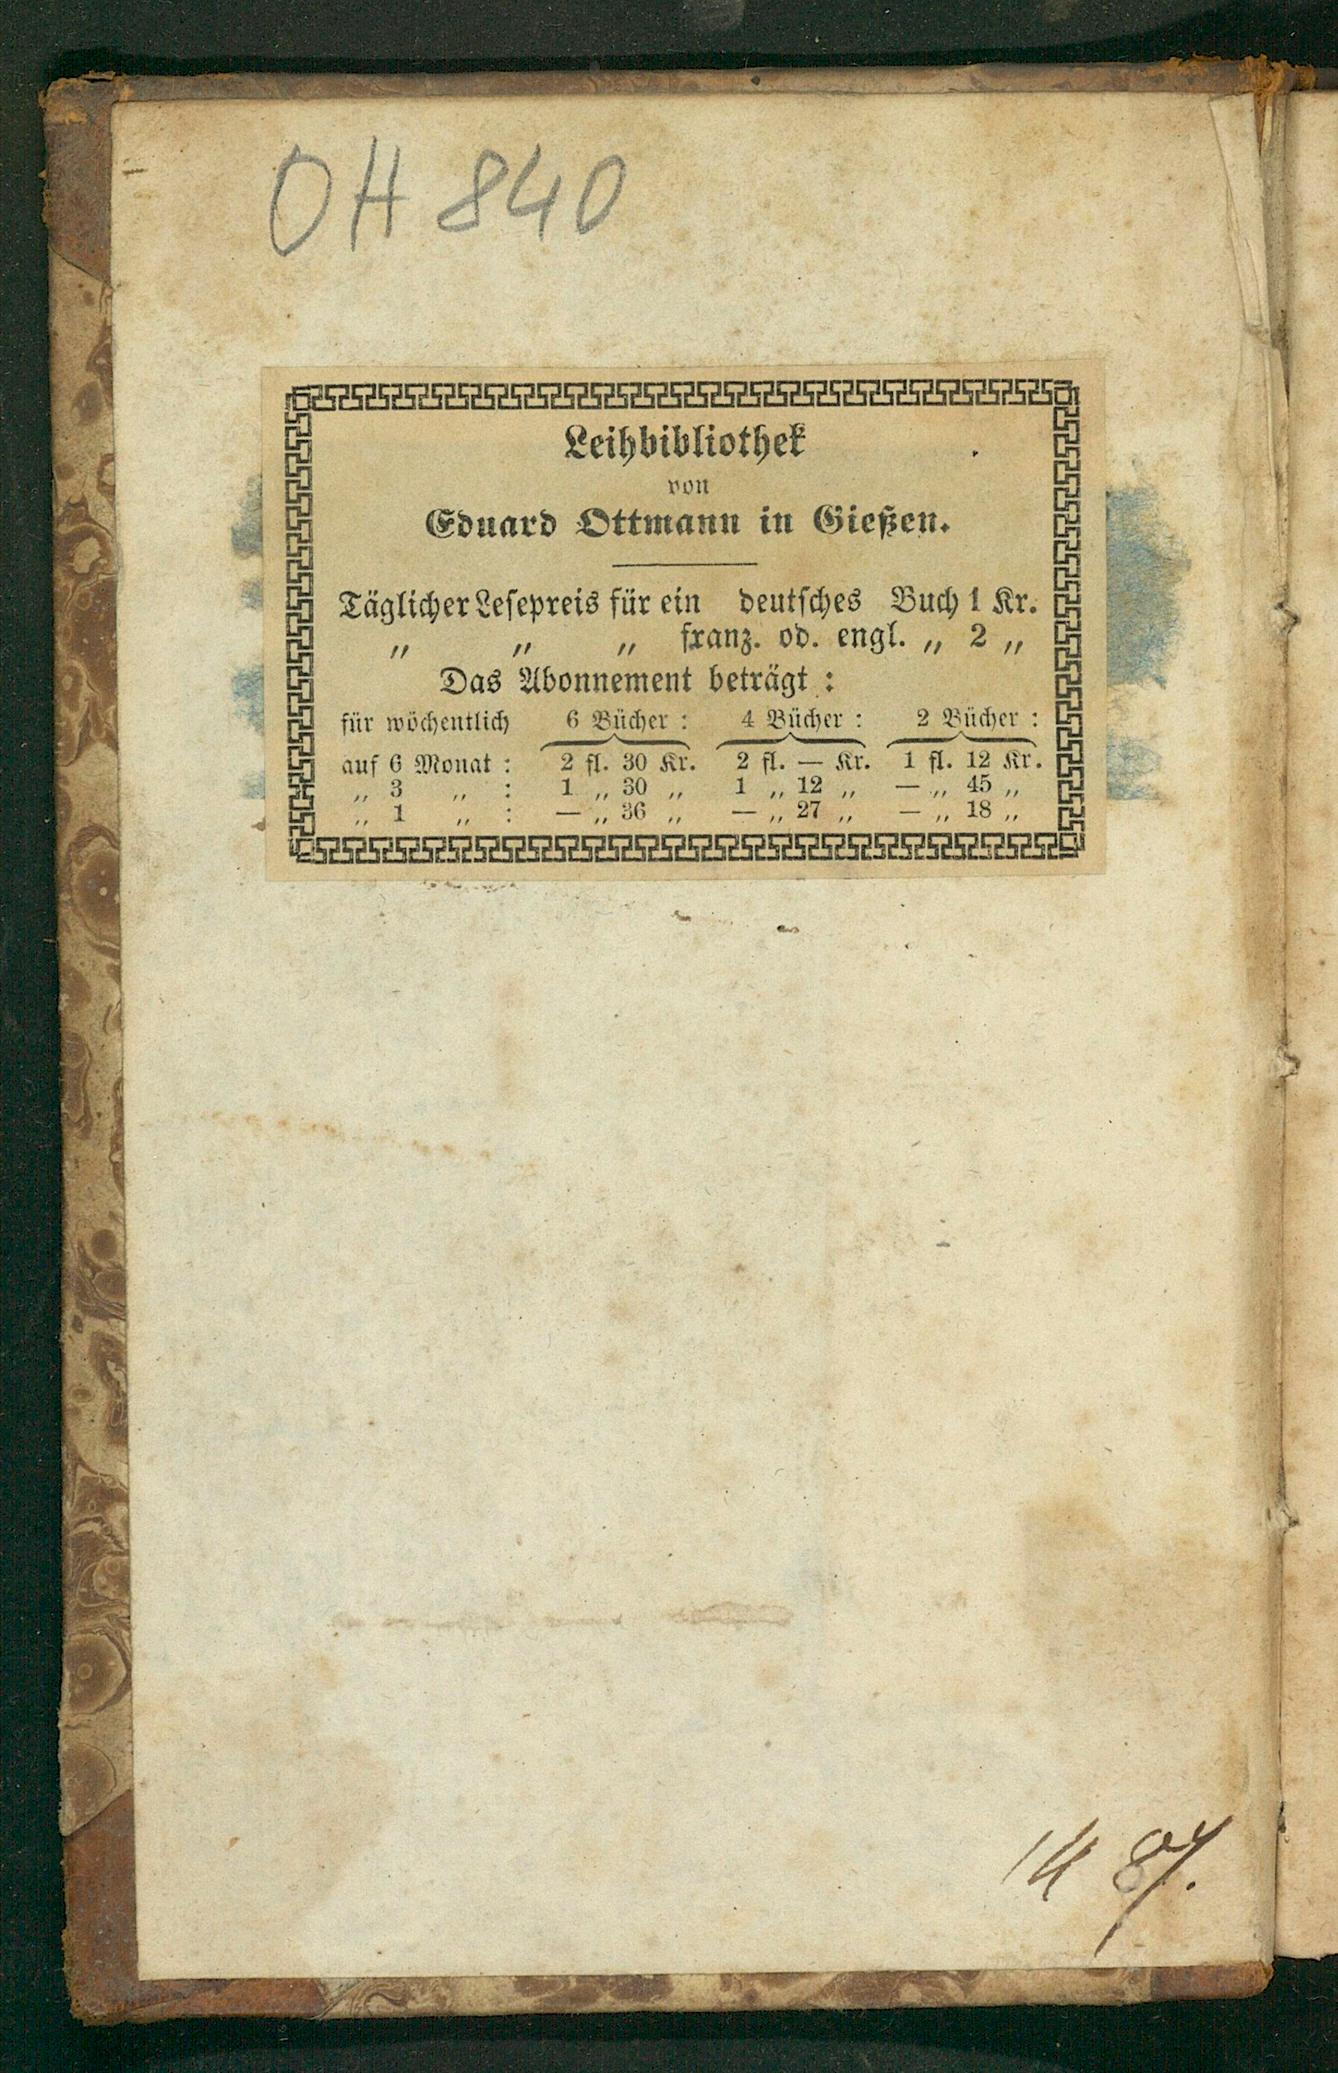 OH 840
Leihbibliothek
von
Eduard Ottmann in Gießen.
Täglicher Lesepreis für ein deutsches Buch 1 Kr.
„ „ „ franz. od. engl. „ 2 „
Das Abonnement beträgt :
für wöchentlich 6 Bücher : 4 Bücher : 2 Bücher :
auf 6 Monat : 2 fl. 30 Kr. 2 fl. — Kr. 1 fl. 12 Kr.
„ 3 „ : 1 „ 30 „ 1 „ 12 „ — „ 45 „
„ 1 „ : — „ 36 „ — „ 27 „ — „ 18 „